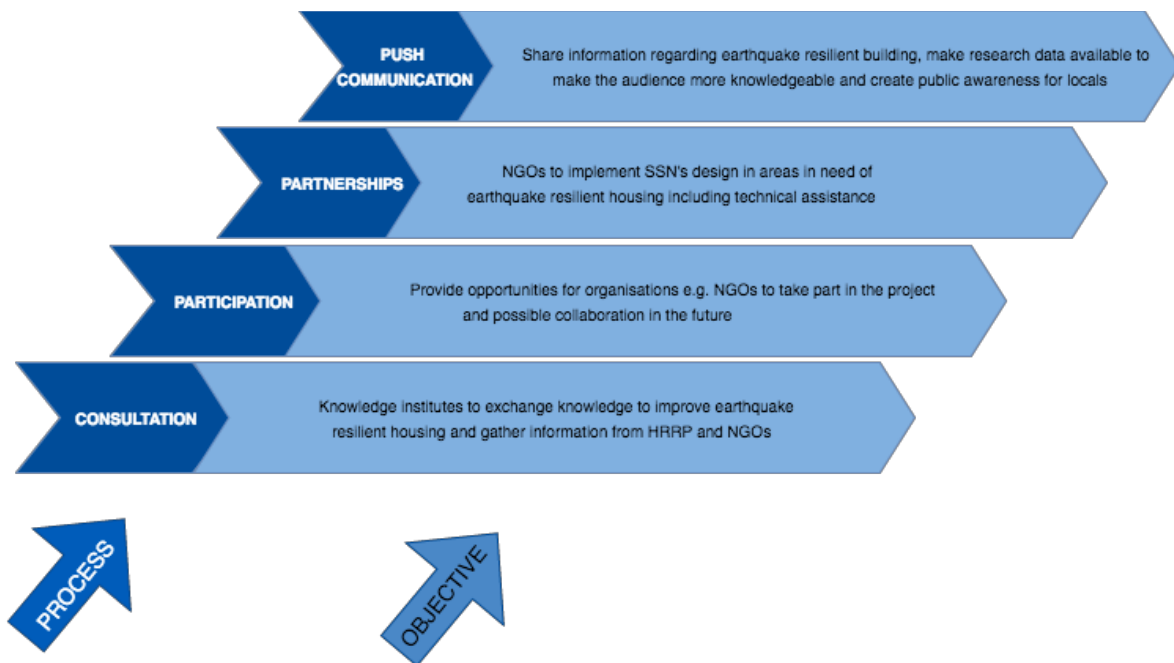 PUSH
COMMUNICATION
Share information regarding earthquake resilient building, make research data available to
make the audience more knowledgeable and create public awareness for locals
PARTNERSHIPS
NGOs to implement SSN's design in areas in need of
earthquake resilient housing including technical assistance
PARTICIPATION
Provide opportunities for organisations e.g. NGOs to take part in the project
and possible collaboration in the future
CONSULTATION
Knowledge institutes to exchange knowledge to improve earthquake
resilient housing and gather information from HRRP and NGOs
PROCESS
OBJECTIVE